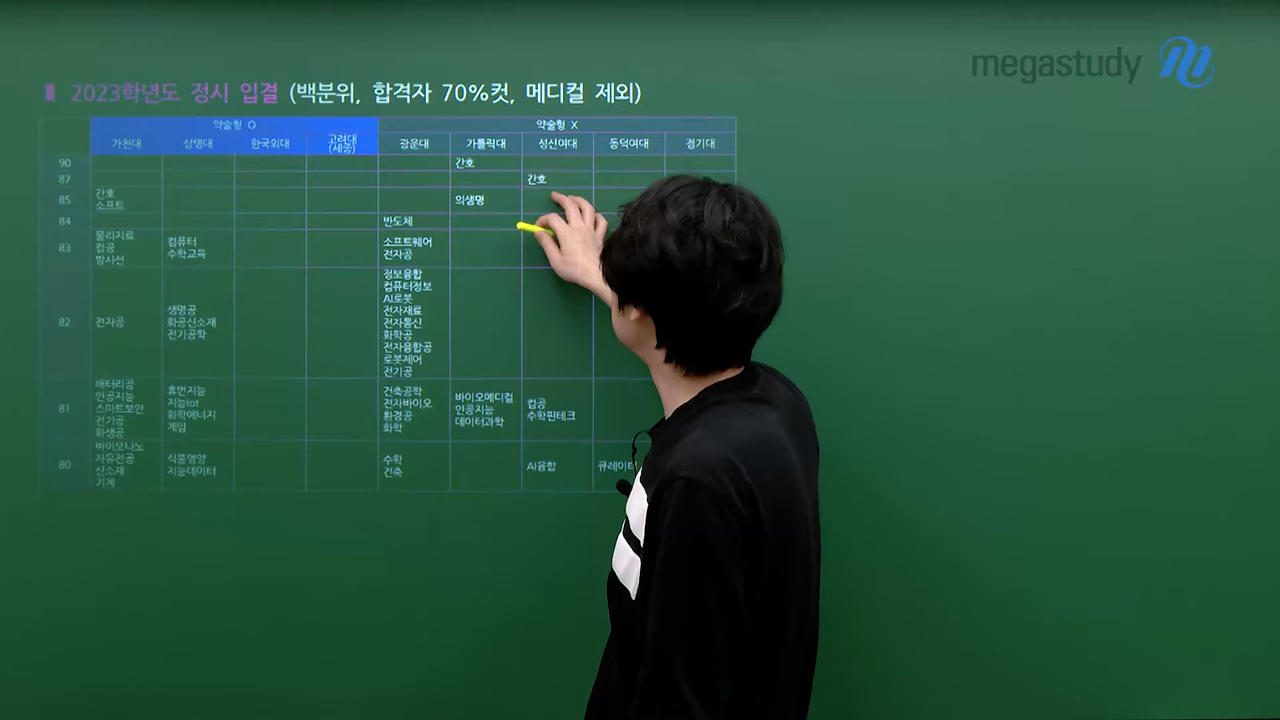 megastudy
2023학년도 정시 입결 (백분위, 합격자 70%컷, 메디컬 제외)
약술형 O 약술형 X
가천대 상명대 한국외대 고려대 (세종) 광운대 가톨릭대 성신여대 동덕여대 경기대
90 간호
87 간호
85 간호 의생명
소프트
84 반도체
83 물리치료 컴퓨터 소프트웨어
컴공 수학교육 전자공
방사선
82 전자공 생명공 정보융합
화공신소재 컴퓨터정보
전기공학 AI로봇
전자재료
전자통신
화학공
전자융합공
로봇제어
전기공
81 배터리공 휴먼지능 건축공학 바이오메디컬 컴공
인공지능 지능iot 전자바이오 인공지능 수학핀테크
스마트보안 화학에너지 환경공 데이터과학
전기공 게임 화학
화생공
80 바이오나노 식품영양 수학 AI융합
자유전공 지능데이터 건축
신소재
기계